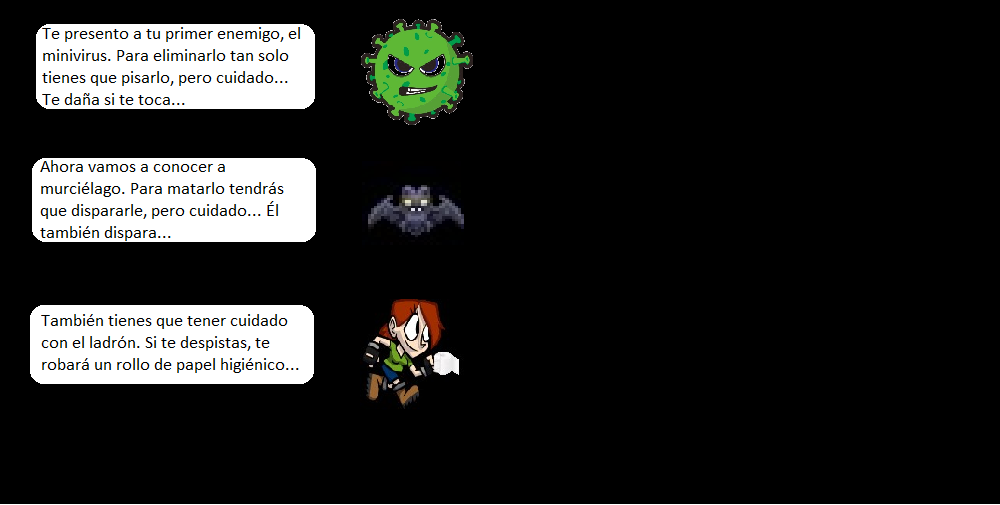 Te presento a tu primer enemigo, el
minivirus. Para eliminarlo tan solo
tienes que pisarlo, pero cuidado...
Te daña si te toca...
Ahora vamos a conocer a
murciélago. Para matarlo tendrás
que dispararle, pero cuidado... Él
también dispara...
También tienes que tener cuidado
con el ladrón. Si te despistas, te
robará un rollo de papel higiénico...